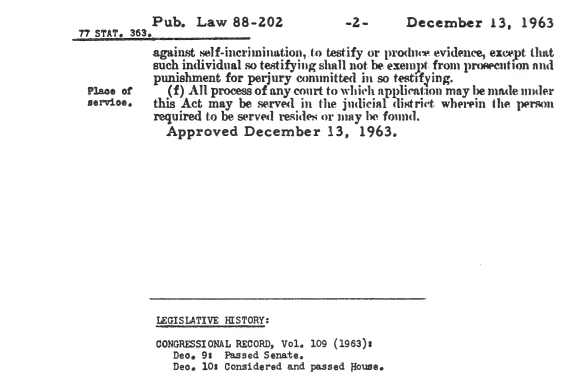 Pub. Law 88-202 -2- December 13, 1963
77 STAT. 363.
against self-incrimination, to testify or produce evidence, except that
such individual so testifying shall not be exempt from prosecution and
punishment for perjury committed in so testifying.
Place of
service.
(f) All process of any court to which application may be made under
this Act may be served in the judicial district wherein the person
required to be served resides or may be found.
Approved December 13, 1963.
LEGISLATIVE HISTORY:
CONGRESSIONAL RECORD, Vol. 109 (1963):
Dec. 9: Passed Senate.
Dec. 10: Considered and passed House.